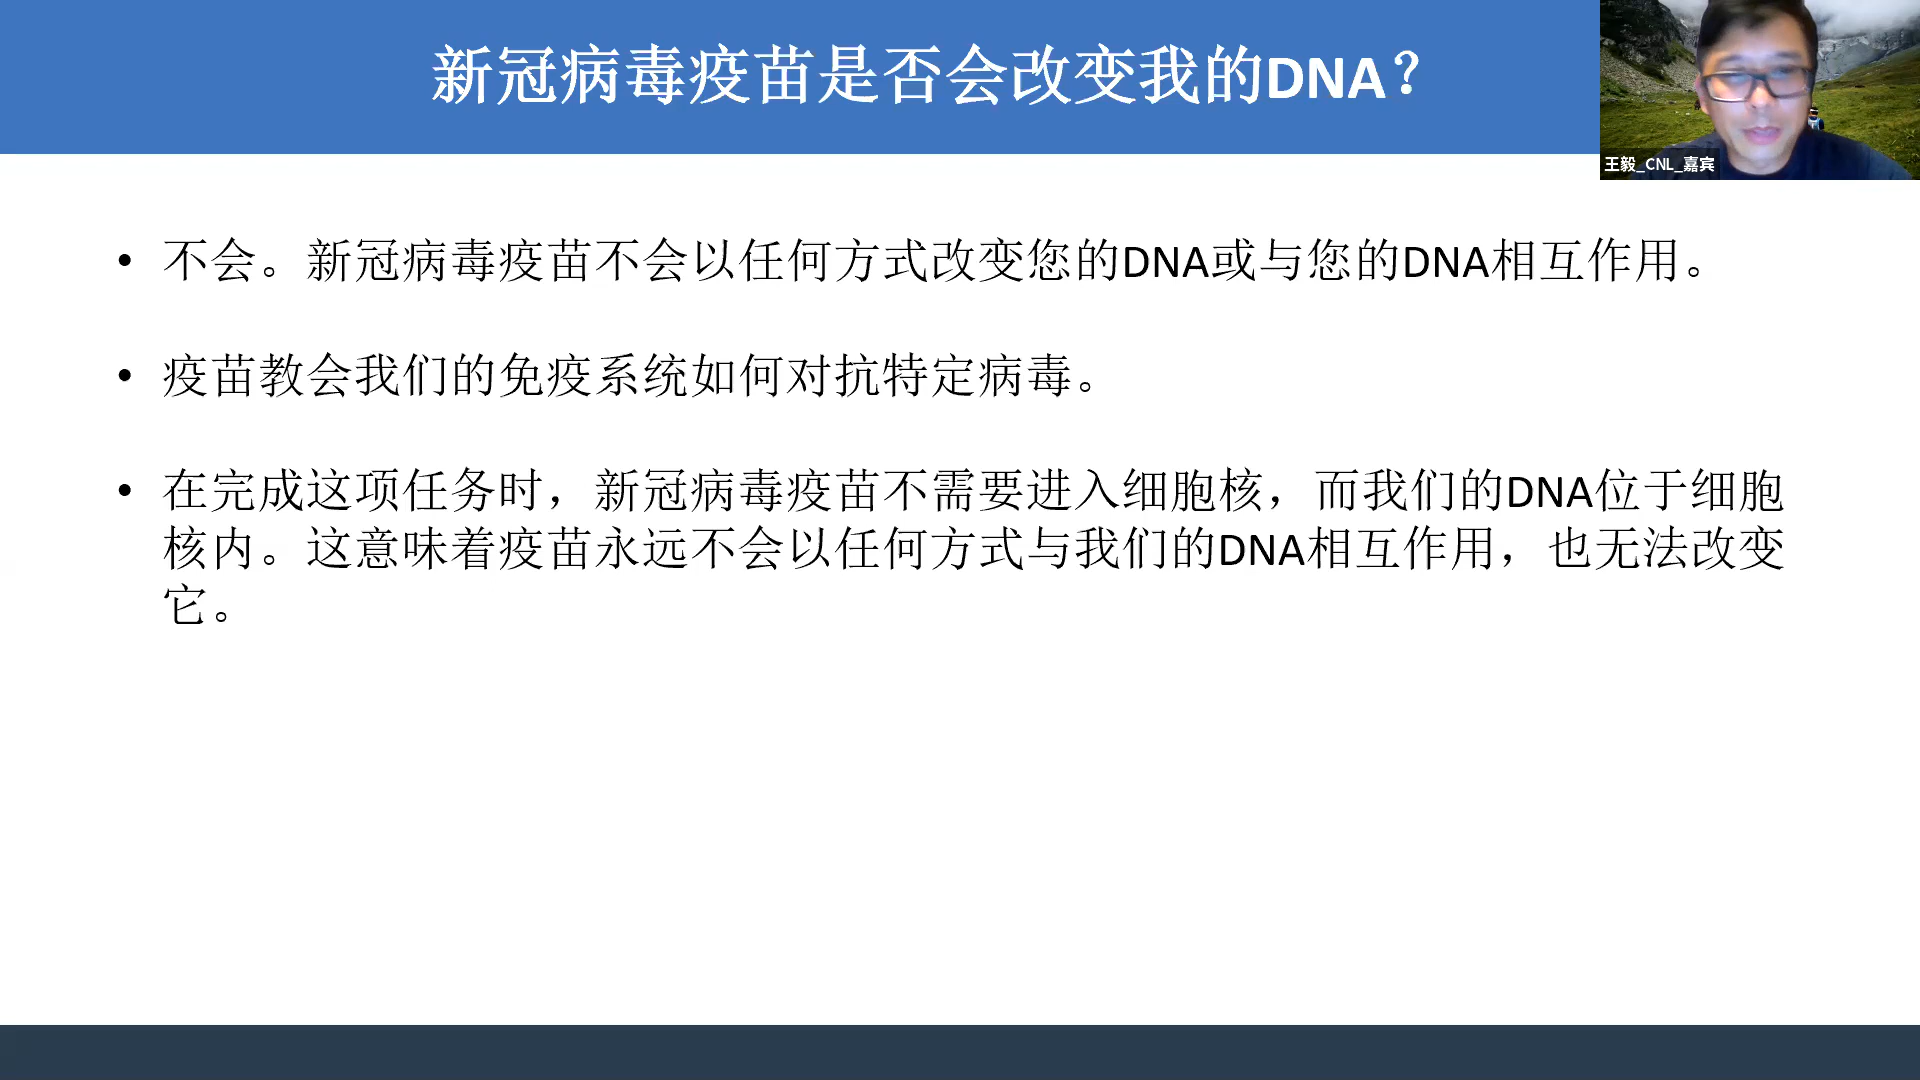 新冠病毒疫苗是否会改变我的DNA？
王毅_CNL_嘉宾
• 不会。新冠病毒疫苗不会以任何方式改变您的DNA或与您的DNA相互作用。
• 疫苗教会我们的免疫系统如何对抗特定病毒。
• 在完成这项任务时，新冠病毒疫苗不需要进入细胞核，而我们的DNA位于细胞
核内。这意味着疫苗永远不会以任何方式与我们的DNA相互作用，也无法改变
它。